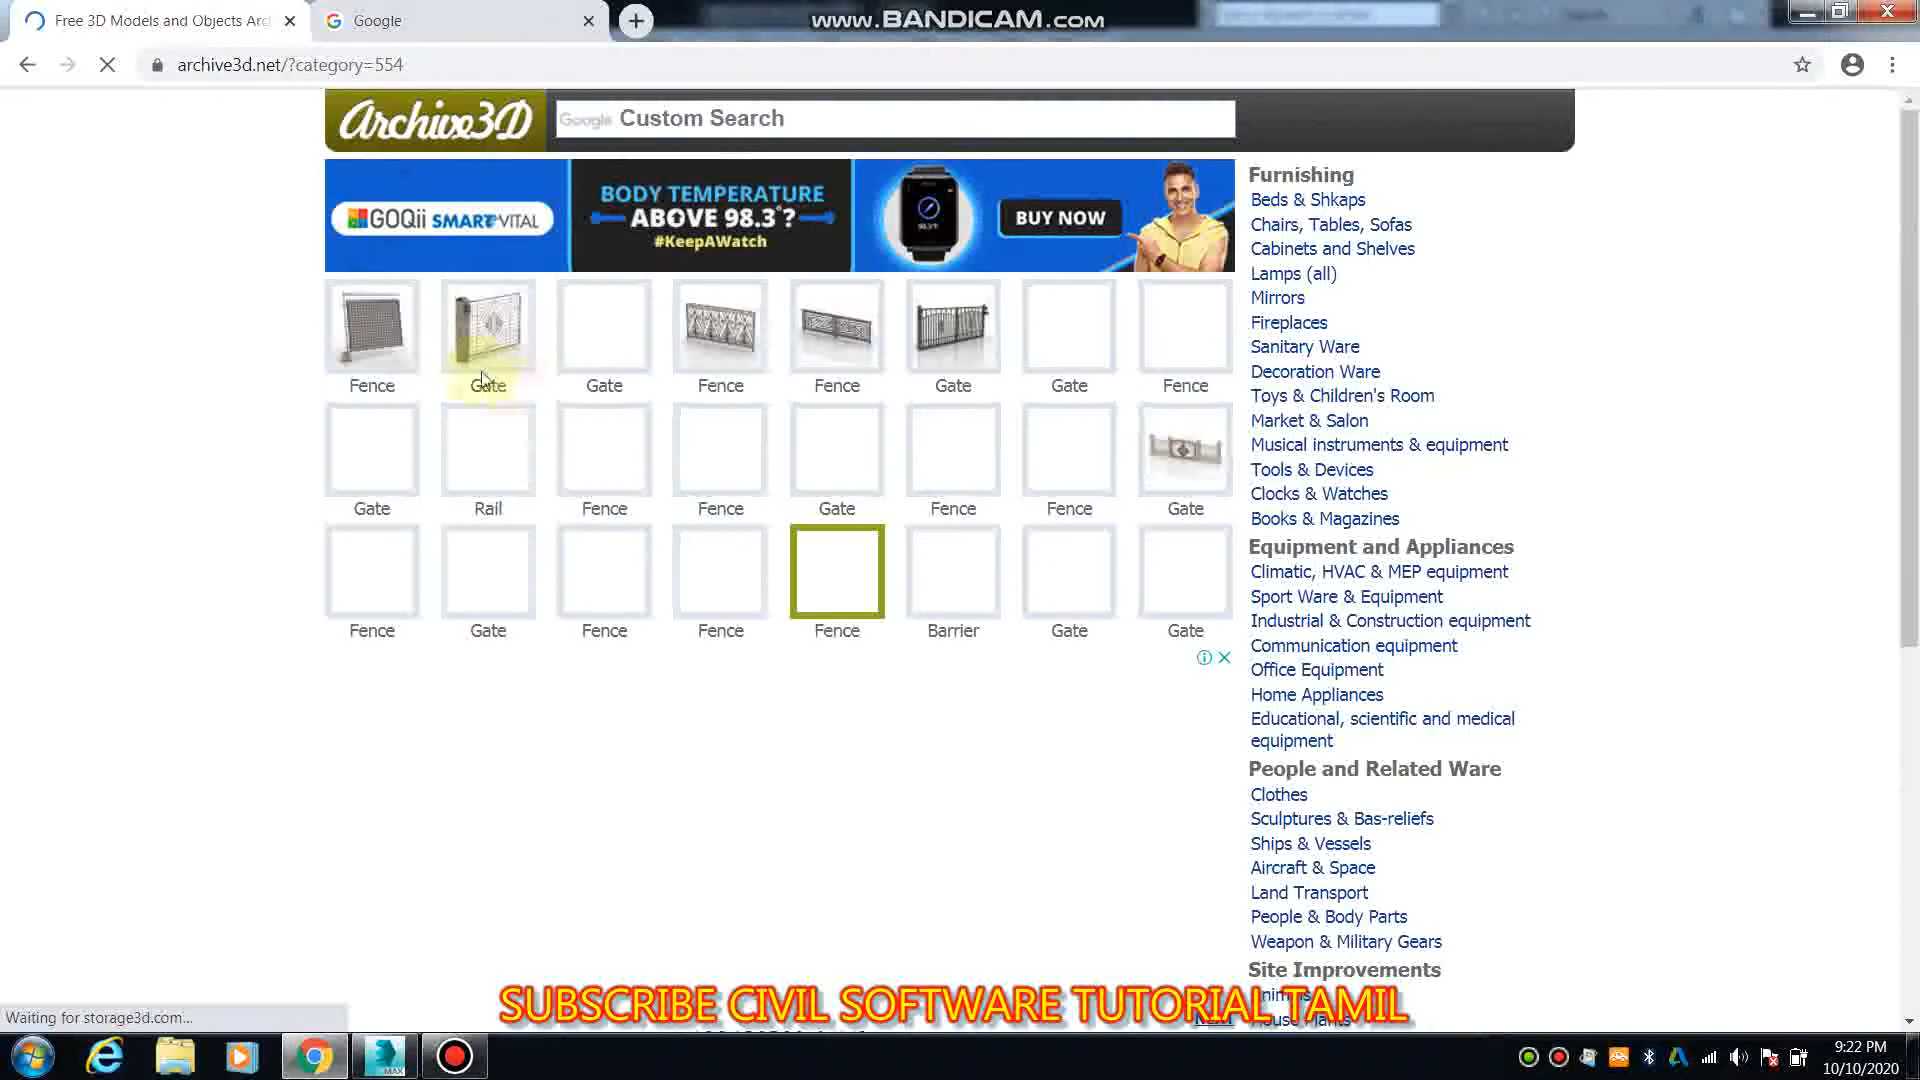 Free 3D Models and Objects Arc
Google
WWW.BANDICAM.COM
archive3d.net/?category=554
Archive3D
Google Custom Search
GOQii SMART VITAL
BODY TEMPERATURE
ABOVE 98.3°?
#KeepAWatch
BUY NOW
Fence
Gate
Gate
Fence
Fence
Gate
Gate
Fence
Gate
Rail
Fence
Fence
Gate
Fence
Fence
Gate
Fence
Gate
Fence
Fence
Fence
Barrier
Gate
Gate
Furnishing
Beds & Shkaps
Chairs, Tables, Sofas
Cabinets and Shelves
Lamps (all)
Mirrors
Fireplaces
Sanitary Ware
Decoration Ware
Toys & Children's Room
Market & Salon
Musical instruments & equipment
Tools & Devices
Clocks & Watches
Books & Magazines
Equipment and Appliances
Climatic, HVAC & MEP equipment
Sport Ware & Equipment
Industrial & Construction equipment
Communication equipment
Office Equipment
Home Appliances
Educational, scientific and medical
equipment
People and Related Ware
Clothes
Sculptures & Bas-reliefs
Ships & Vessels
Aircraft & Space
Land Transport
People & Body Parts
Weapon & Military Gears
Site Improvements
House Plants
SUBSCRIBE CIVIL SOFTWARE TUTORIAL TAMIL
Waiting for storage3d.com...
MAX
9:22 PM
10/10/2020